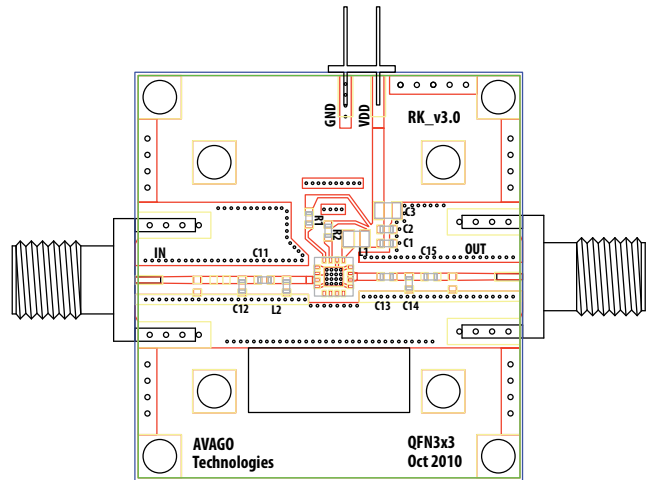 GND
VDD
RK_v3.0
C3
R1
R2
C2
C1
L1
IN
C11
C15
OUT
C12
L2
C13
C14
AVAGO
Technologies
QFN3x3
Oct 2010